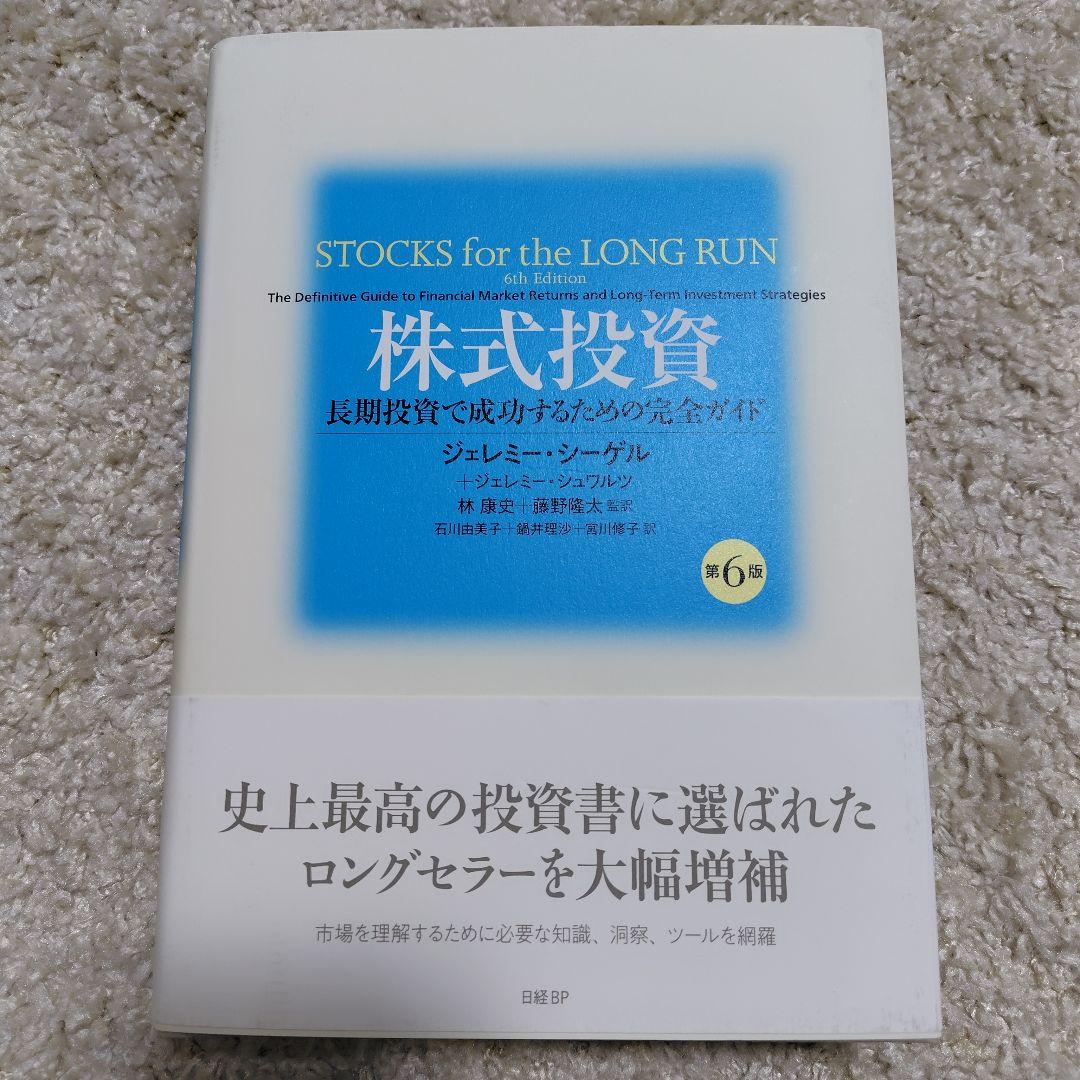 STOCKS for the LONG RUN
6th Edition
The Definitive Guide to Financial Market Returns and Long-Term Investment Strategies
株式投資
長期投資で成功するための完全ガイド
ジェレミー・シーゲル
+ジェレミー・シュワルツ
林 康史+藤野隆太 監訳
石川由美子+鍋井理沙+宮川修子 訳
第6版
史上最高の投資書に選ばれた
ロングセラーを大幅増補
市場を理解するために必要な知識、洞察、ツールを網羅
日経BP